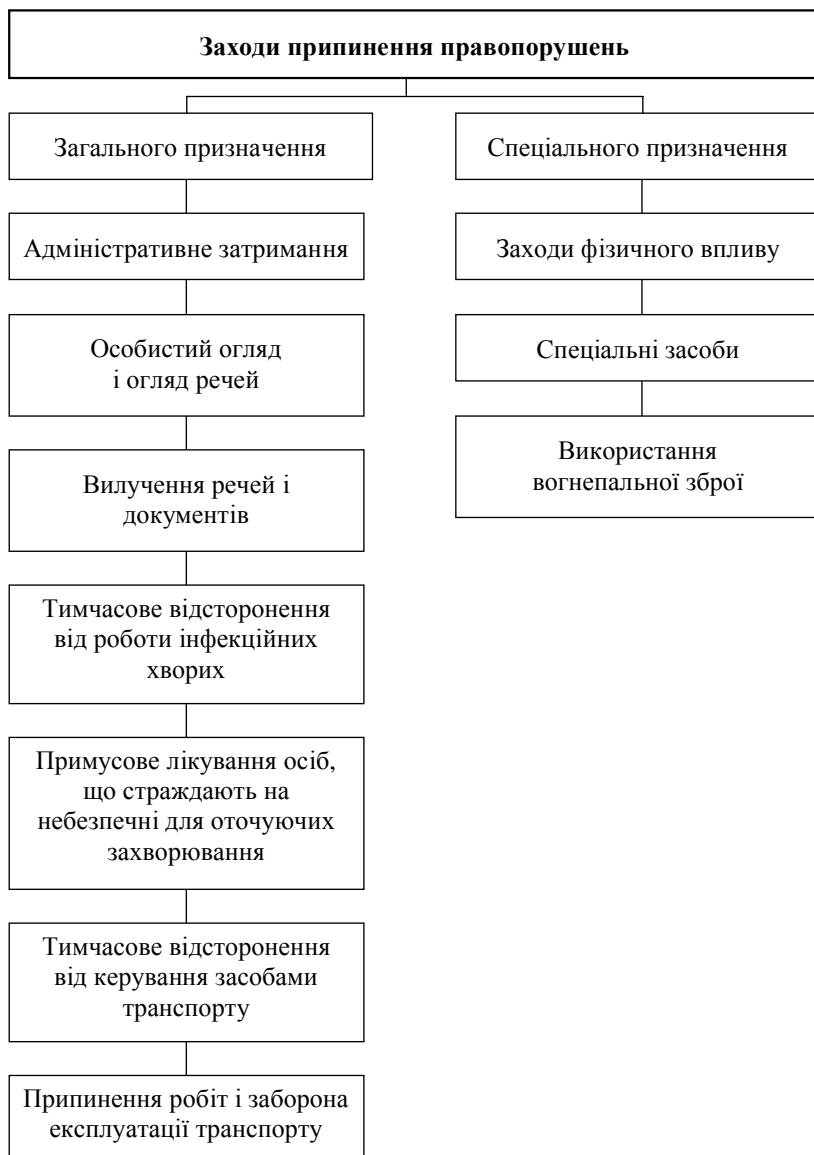 Заходи припинення правопорушень
Загального призначення
Адміністративне затримання
Особистий огляд
і огляд речей
Вилучення речей і
документів
Тимчасове відсторонення
від роботи інфекційних
хворих
Примусове лікування осіб,
що страждають на
небезпечні для оточуючих
захворювання
Тимчасове відсторонення
від керування засобами
транспорту
Припинення робіт і заборона
експлуатації транспорту
Спеціального призначення
Заходи фізичного впливу
Спеціальні засоби
Використання
вогнепальної зброї